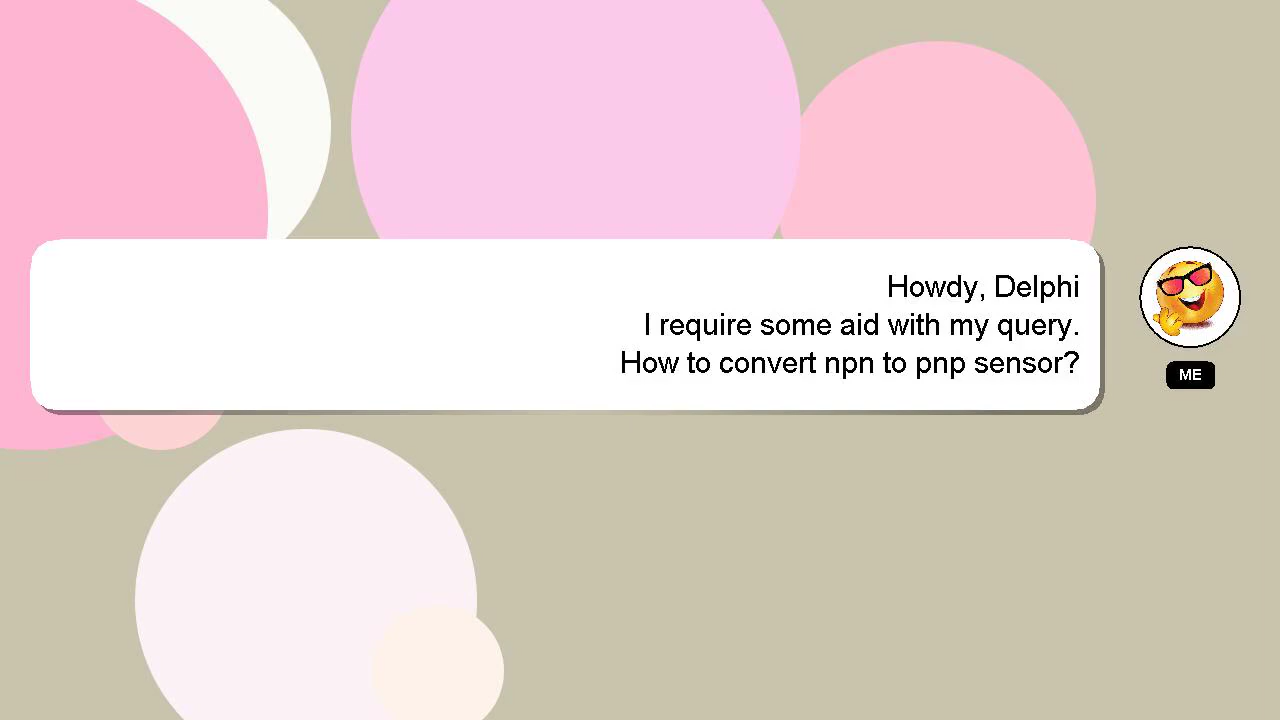 Howdy, Delphi
I require some aid with my query.
How to convert npn to pnp sensor?
ME